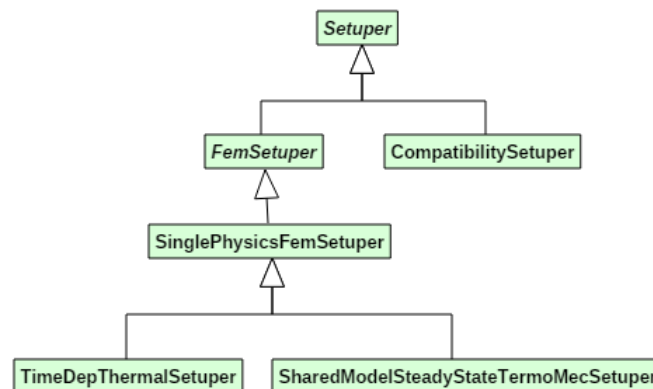 Setuper
FemSetuper
CompatibilitySetuper
SinglePhysicsFemSetuper
TimeDepThermalSetuper
SharedModelSteadyStateTermoMecSetuper